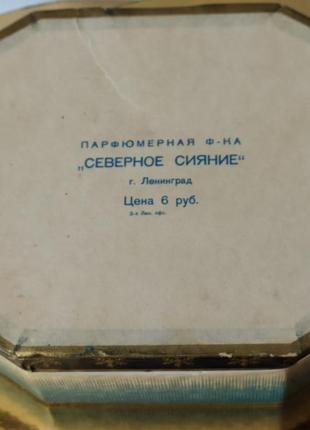 ПАРФЮМЕРНАЯ Ф-КА
„СЕВЕРНОЕ СИЯНИЕ“
г. Ленинград
Цена 6 руб.